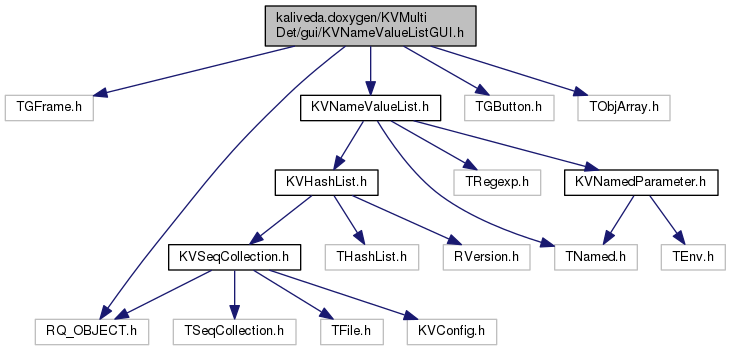 kaliveda.doxygen/KVMulti
Det/gui/KVNameValueListGUI.h
TGFrame.h
KVNameValueList.h
TGButton.h
TObjArray.h
KVHashList.h
TRegexp.h
KVNamedParameter.h
KVSeqCollection.h
THashList.h
RVersion.h
TNamed.h
TEnv.h
RQ_OBJECT.h
TSeqCollection.h
TFile.h
KVConfig.h